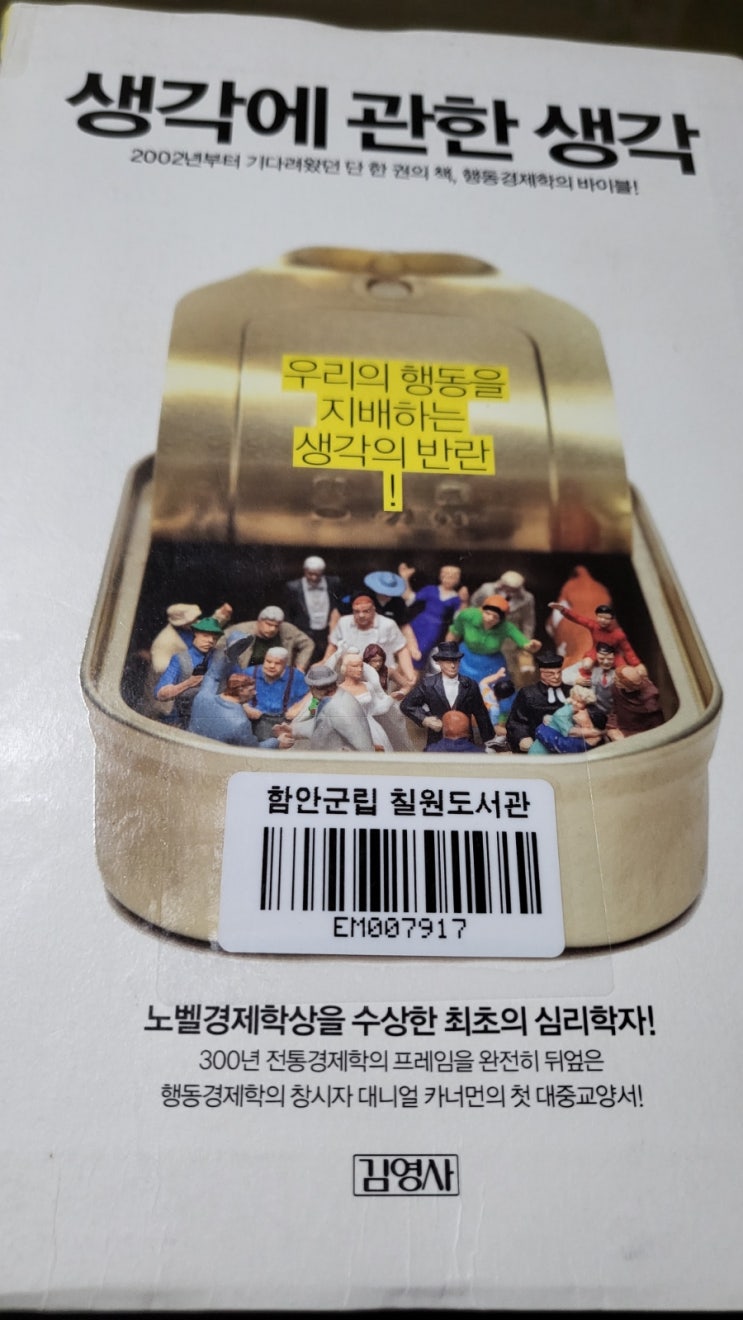 생각에 관한 생각
2002년부터 기다려왔던 단 한 권의 책, 행동경제학의 바이블!
우리의 행동을
지배하는
생각의 반란
!
함안군립 칠원도서관
EM007917
노벨경제학상을 수상한 최초의 심리학자!
300년 전통경제학의 프레임을 완전히 뒤엎은
행동경제학의 창시자 대니얼 카너먼의 첫 대중교양서!
김영사